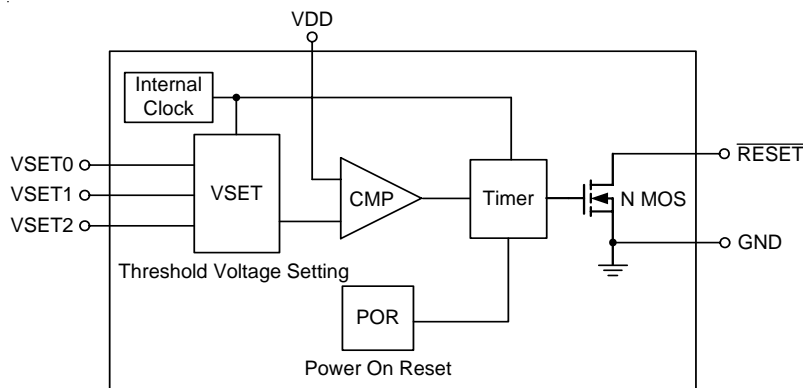 VDD
Internal
Clock
VSET0
VSET1
VSET2
VSET
CMP
Timer
N MOS
RESET
GND
Threshold Voltage Setting
POR
Power On Reset